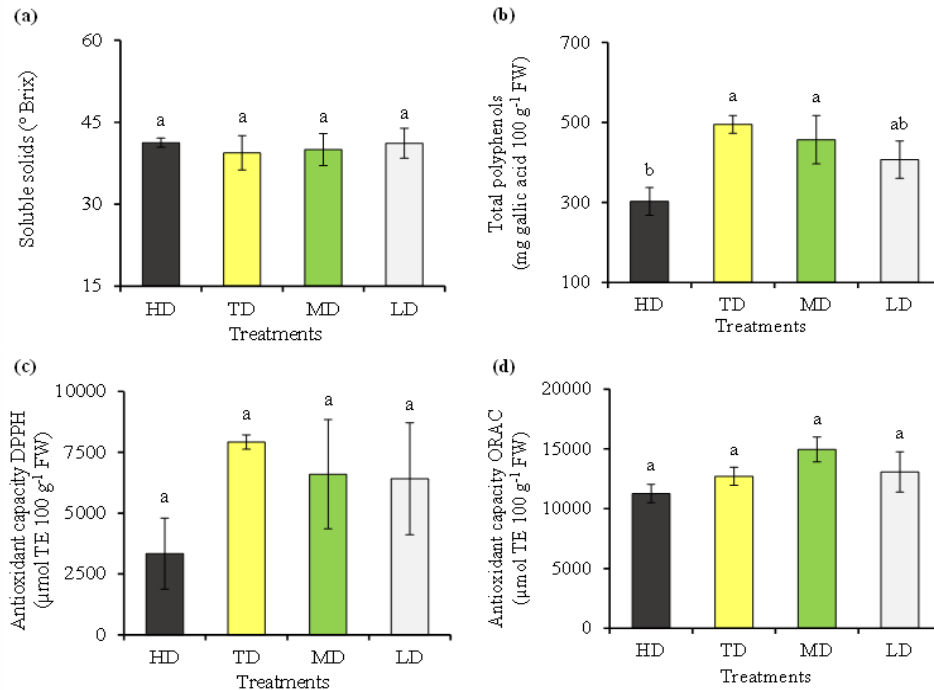 (a)
60
45
30
15
Soluble solids (° Brix)
a
a
a
a
HD TD MD LD
Treatments
(b)
700
500
300
100
Total polyphenols
(mg gallic acid 100 g⁻¹ FW)
b
a
a
ab
HD TD MD LD
Treatments
(c)
10000
7500
5000
2500
0
Antioxidant capacity DPPH
(µmol TE 100 g⁻¹ FW)
a
a
a
a
HD TD MD LD
Treatments
(d)
20000
15000
10000
5000
0
Antioxidant capacity ORAC
(µmol TE 100 g⁻¹ FW)
a
a
a
a
HD TD MD LD
Treatments